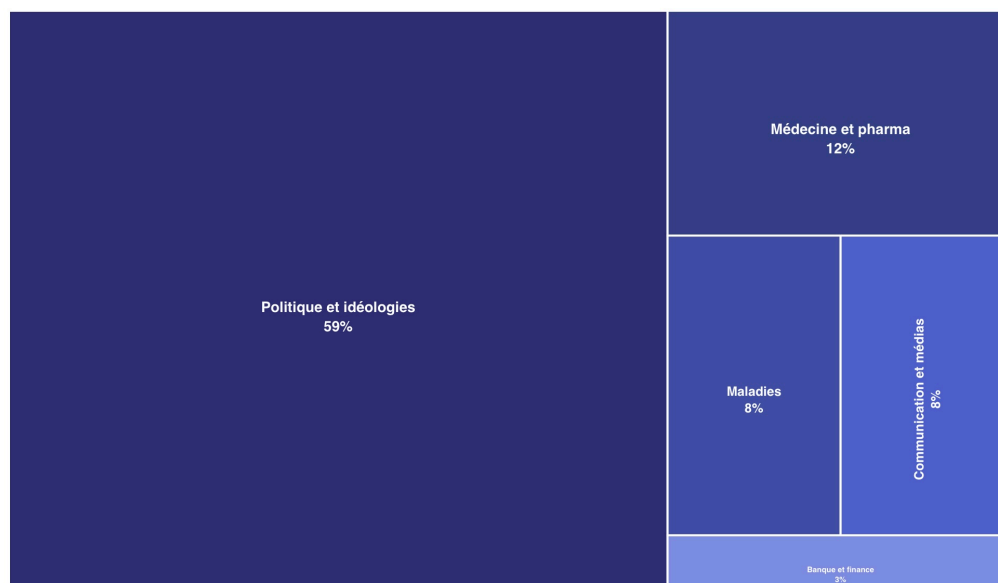 Politique et idéologies
59%
Médecine et pharma
12%
Maladies
8%
Communication et médias
8%
Banque et finance
3%